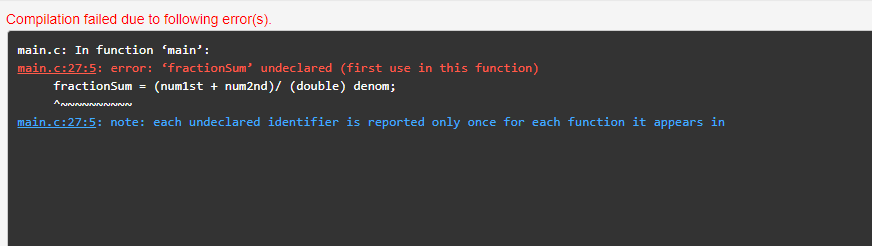 Compilation failed due to following error(s).
main.c: In function ‘main’:
main.c:27:5: error: ‘fractionSum’ undeclared (first use in this function)
fractionSum = (num1st + num2nd)/ (double) denom;
^~~~~~~~~~~
main.c:27:5: note: each undeclared identifier is reported only once for each function it appears in